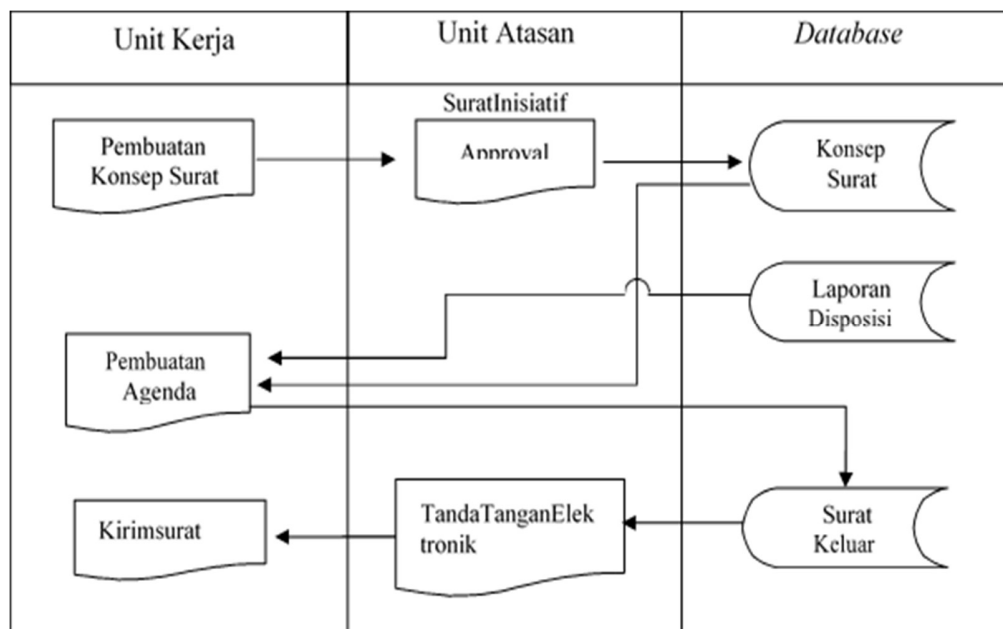 Unit Kerja
Unit Atasan
Database
SuratInisiatif
Pembuatan
Konsep Surat
Approval
Konsep
Surat
Laporan
Disposisi
Pembuatan
Agenda
Kirimsurat
TandaTanganElek
tronik
Surat
Keluar